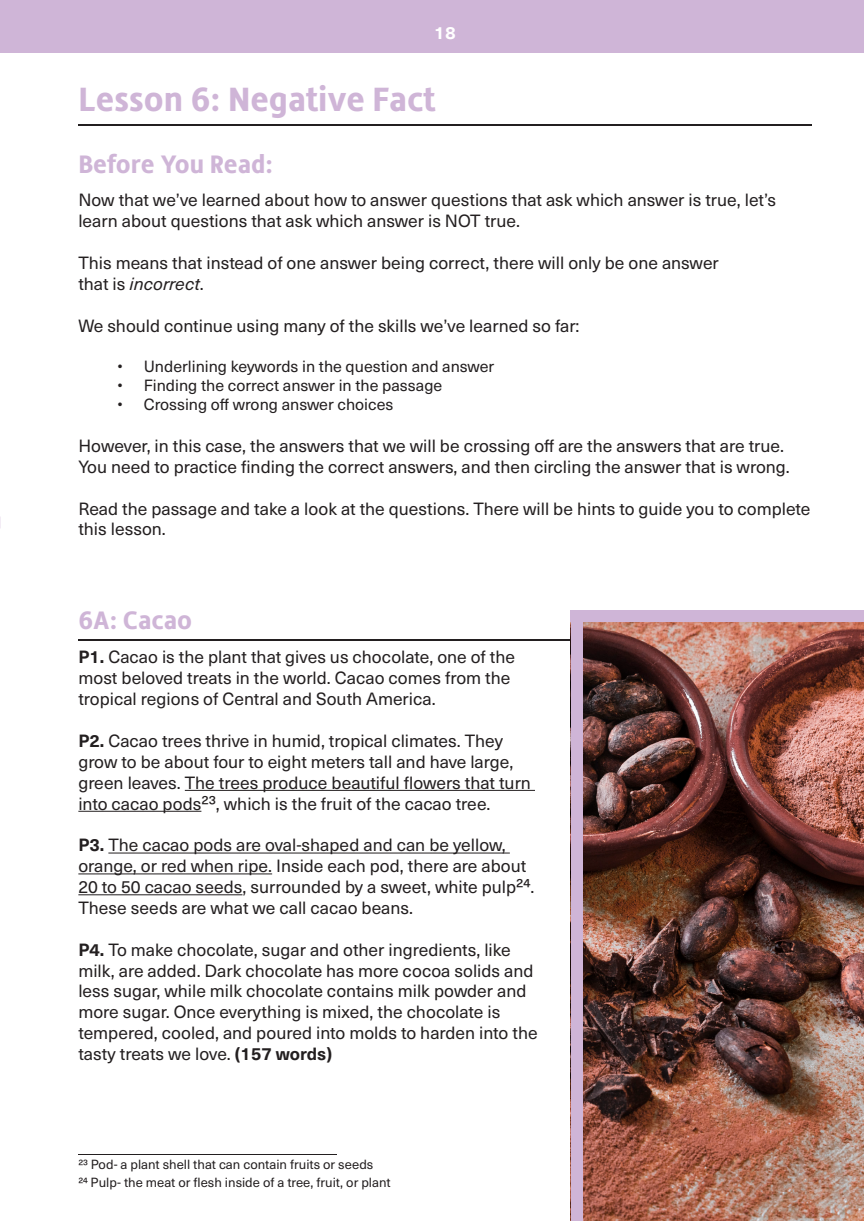 18
Lesson 6: Negative Fact
Before You Read:
Now that we’ve learned about how to answer questions that ask which answer is true, let’s
learn about questions that ask which answer is NOT true.
This means that instead of one answer being correct, there will only be one answer
that is incorrect.
We should continue using many of the skills we’ve learned so far:
• Underlining keywords in the question and answer
• Finding the correct answer in the passage
• Crossing off wrong answer choices
However, in this case, the answers that we will be crossing off are the answers that are true.
You need to practice finding the correct answers, and then circling the answer that is wrong.
Read the passage and take a look at the questions. There will be hints to guide you to complete
this lesson.
6A: Cacao
P1. Cacao is the plant that gives us chocolate, one of the
most beloved treats in the world. Cacao comes from the
tropical regions of Central and South America.
P2. Cacao trees thrive in humid, tropical climates. They
grow to be about four to eight meters tall and have large,
green leaves. The trees produce beautiful flowers that turn
into cacao pods²³, which is the fruit of the cacao tree.
P3. The cacao pods are oval-shaped and can be yellow,
orange, or red when ripe. Inside each pod, there are about
20 to 50 cacao seeds, surrounded by a sweet, white pulp²⁴.
These seeds are what we call cacao beans.
P4. To make chocolate, sugar and other ingredients, like
milk, are added. Dark chocolate has more cocoa solids and
less sugar, while milk chocolate contains milk powder and
more sugar. Once everything is mixed, the chocolate is
tempered, cooled, and poured into molds to harden into the
tasty treats we love. (157 words)
²³ Pod- a plant shell that can contain fruits or seeds
²⁴ Pulp- the meat or flesh inside of a tree, fruit, or plant